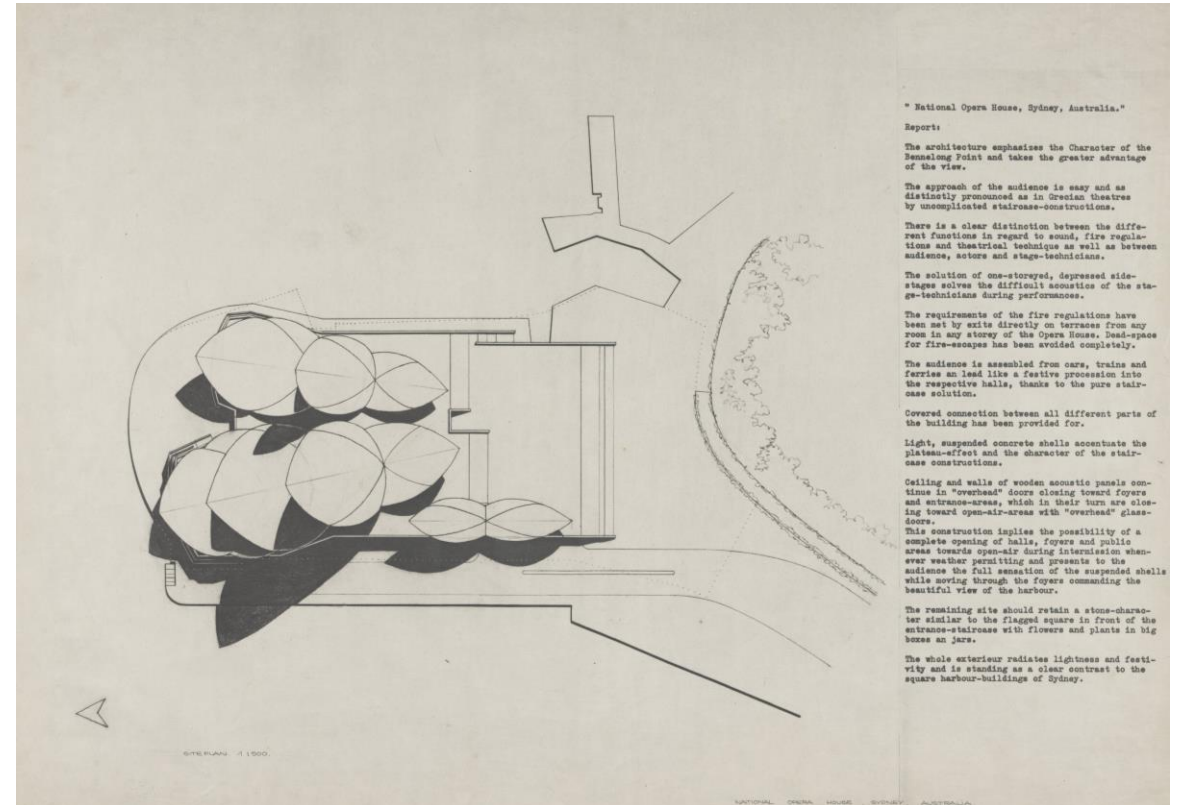 " National Opera House, Sydney, Australia."
Report:
The architecture emphasizes the Character of the
Bennelong Point and takes the greater advantage
of the view.
The approach of the audience is easy and as
distinctly pronounced as in Grecian theatres
by uncomplicated staircase-constructions.
There is a clear distinction between the diffe-
rent functions in regard to sound, fire regula-
tions and theatrical technique as well as between
audience, actors and stage-technicians.
The solution of one-storeyed, depressed side-
stages solves the difficult acoustics of the sta-
ge-technicians during performances.
The requirements of the fire regulations have
been met by exits directly on terraces from any
room in any storey of the Opera House. Dead-space
for fire-escapes has been avoided completely.
The audience is assembled from cars, trains and
ferries an lead like a festive procession into
the respective halls, thanks to the pure stair-
case solution.
Covered connection between all different parts of
the building has been provided for.
Light, suspended concrete shells accentuate the
plateau-effect and the character of the stair-
case constructions.
Ceiling and walls of wooden acoustic panels con-
tinue in "overhead" doors closing toward foyers
and entrance-areas, which in their turn are clos-
ing toward open-air-areas with "overhead" glass-
doors.
This construction implies the possibility of a
complete opening of halls, foyers and public
areas towards open-air during intermission when-
ever weather permitting and presents to the
audience the full sensation of the suspended shells
while moving through the foyers commanding the
beautiful view of the harbour.
The remaining site should retain a stone-charac-
ter similar to the flagged square in front of the
entrance-staircase with flowers and plants in big
boxes an jars.
The whole exterieur radiates lightness and festi-
vity and is standing as a clear contrast to the
square harbour-buildings of Sydney.
SITEPLAN. 1:1500.
NATIONAL OPERA HOUSE SYDNEY AUSTRALIA